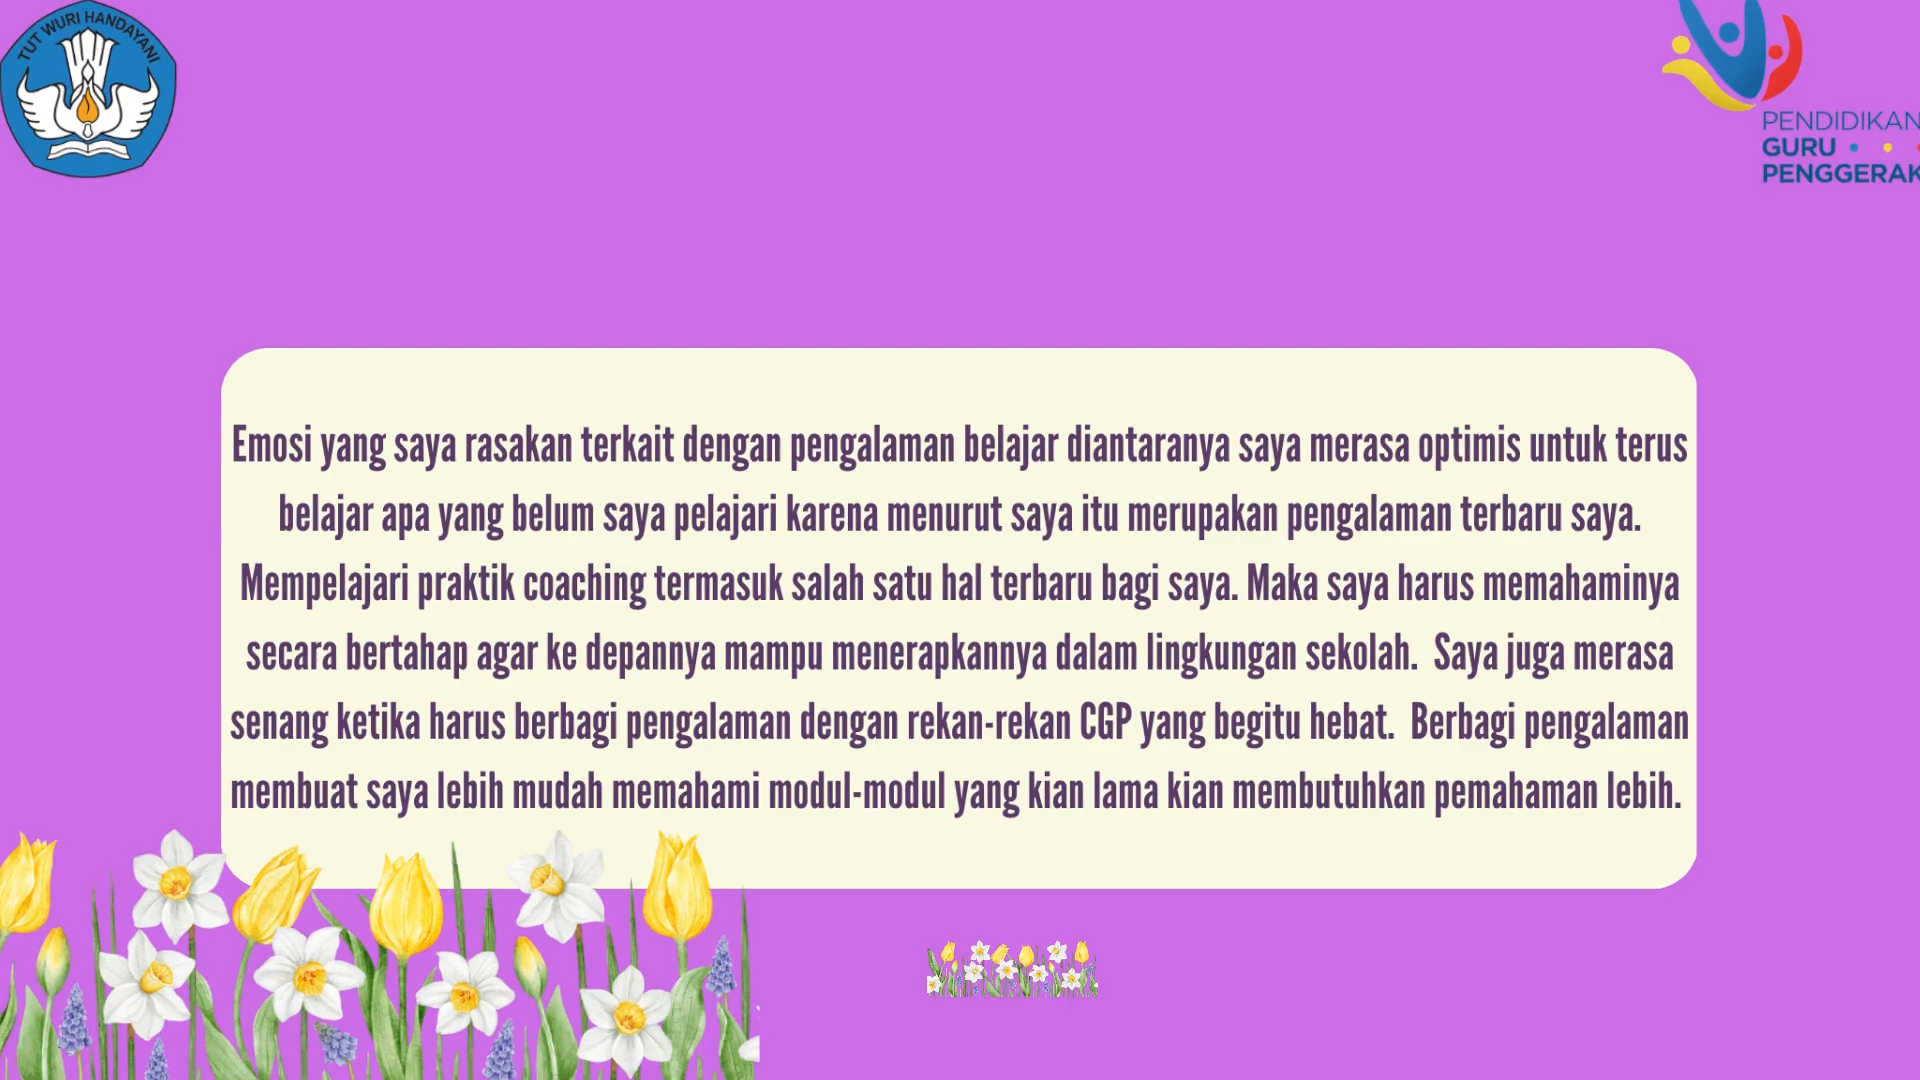 TUT WURI HANDAYANI
PENDIDIKAN
GURU
PENGGERAK
Emosi yang saya rasakan terkait dengan pengalaman belajar diantaranya saya merasa optimis untuk terus
belajar apa yang belum saya pelajari karena menurut saya itu merupakan pengalaman terbaru saya.
Mempelajari praktik coaching termasuk salah satu hal terbaru bagi saya. Maka saya harus memahaminya
secara bertahap agar ke depannya mampu menerapkannya dalam lingkungan sekolah. Saya juga merasa
senang ketika harus berbagi pengalaman dengan rekan-rekan CGP yang begitu hebat. Berbagi pengalaman
membuat saya lebih mudah memahami modul-modul yang kian lama kian membutuhkan pemahaman lebih.